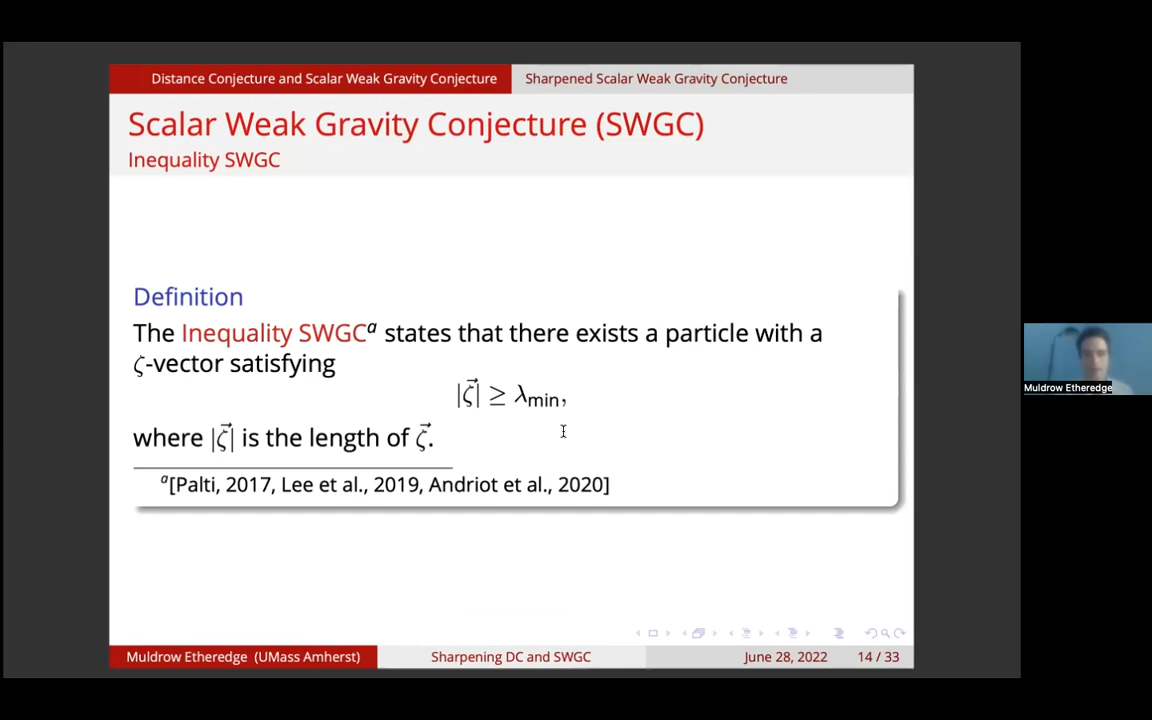 Distance Conjecture and Scalar Weak Gravity Conjecture Sharpened Scalar Weak Gravity Conjecture
Scalar Weak Gravity Conjecture (SWGC)
Inequality SWGC
Definition
The Inequality SWGCᵃ states that there exists a particle with a
ζ-vector satisfying
|ζ⃗| ≥ λmin,
where |ζ⃗| is the length of ζ⃗.
ᵃ[Palti, 2017, Lee et al., 2019, Andriot et al., 2020]
Muldrow Etheredge
Muldrow Etheredge (UMass Amherst) Sharpening DC and SWGC June 28, 2022 14 / 33